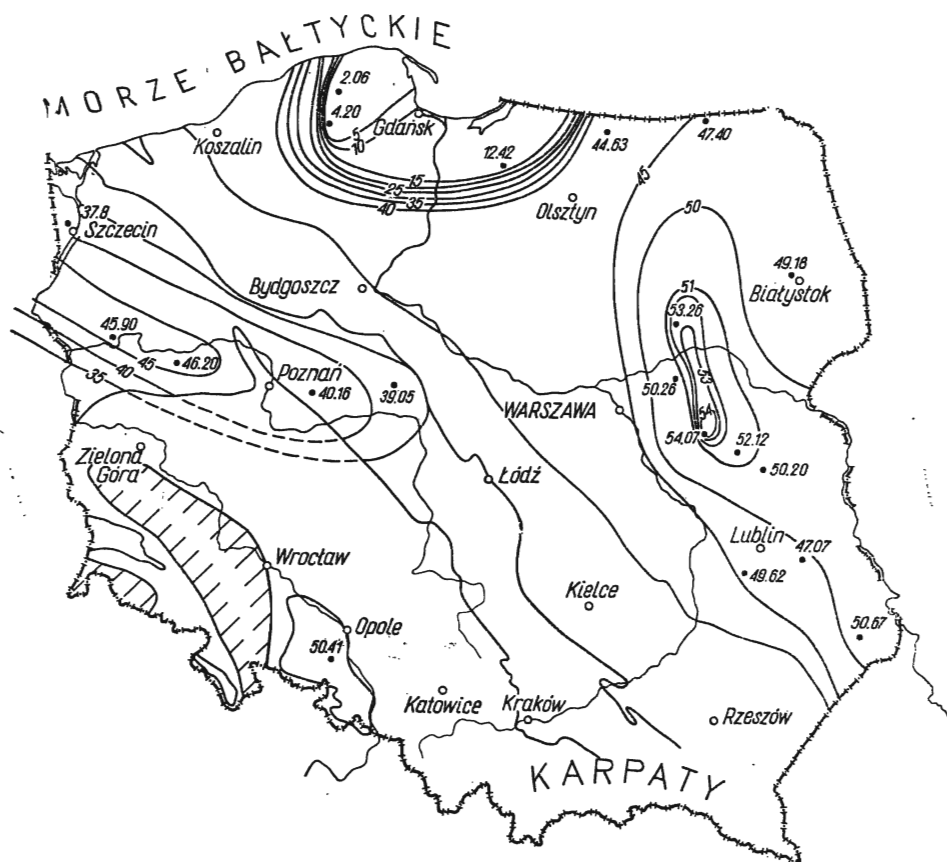 MORZE BAŁTYCKIE
2.06
4.20
Gdańsk
5
10
Koszalin
12.42
44.63
47.40
15
25
35
40
45
Olsztyn
50
37.8
Szczecin
49.18
Białystok
Bydgoszcz
51
53.26
45.90
45
46.20
40
35
Poznań
40.16
39.05
50.26
53
WARSZAWA
54
54.07
52.12
50.20
Zielona
Góra
Łódź
Lublin
47.07
49.62
Wrocław
Kielce
Opole
50.41
50.67
Katowice
Kraków
Rzeszów
KARPATY